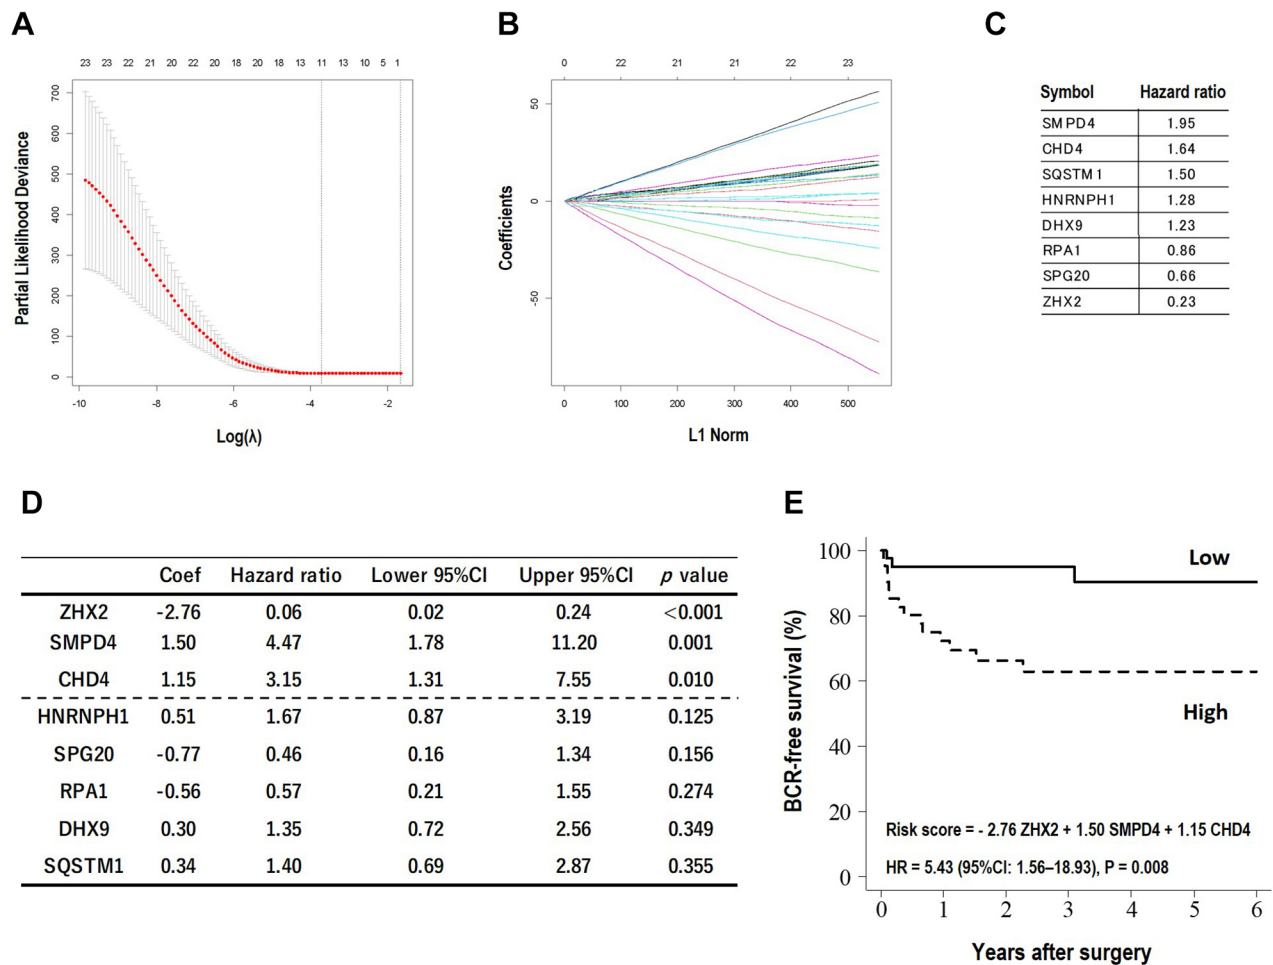 A
23 23 22 21 20 22 20 18 20 18 13 11 13 10 5 1
Partial Likelihood Deviance
700
600
500
400
300
200
100
0
-10 -8 -6 -4 -2
Log(λ)
B
0 22 21 21 22 23
Coefficients
50
0
-50
0 100 200 300 400 500
L1 Norm
C
Symbol Hazard ratio
SMPD4 1.95
CHD4 1.64
SQSTM1 1.50
HNRNPH1 1.28
DHX9 1.23
RPA1 0.86
SPG20 0.66
ZHX2 0.23
D
Coef Hazard ratio Lower 95%CI Upper 95%CI p value
ZHX2 -2.76 0.06 0.02 0.24 <0.001
SMPD4 1.50 4.47 1.78 11.20 0.001
CHD4 1.15 3.15 1.31 7.55 0.010
HNRNPH1 0.51 1.67 0.87 3.19 0.125
SPG20 -0.77 0.46 0.16 1.34 0.156
RPA1 -0.56 0.57 0.21 1.55 0.274
DHX9 0.30 1.35 0.72 2.56 0.349
SQSTM1 0.34 1.40 0.69 2.87 0.355
E
BCR-free survival (%)
100
80
60
40
20
0
Low
High
Risk score = - 2.76 ZHX2 + 1.50 SMPD4 + 1.15 CHD4
HR = 5.43 (95%CI: 1.56–18.93), P = 0.008
0 1 2 3 4 5 6
Years after surgery